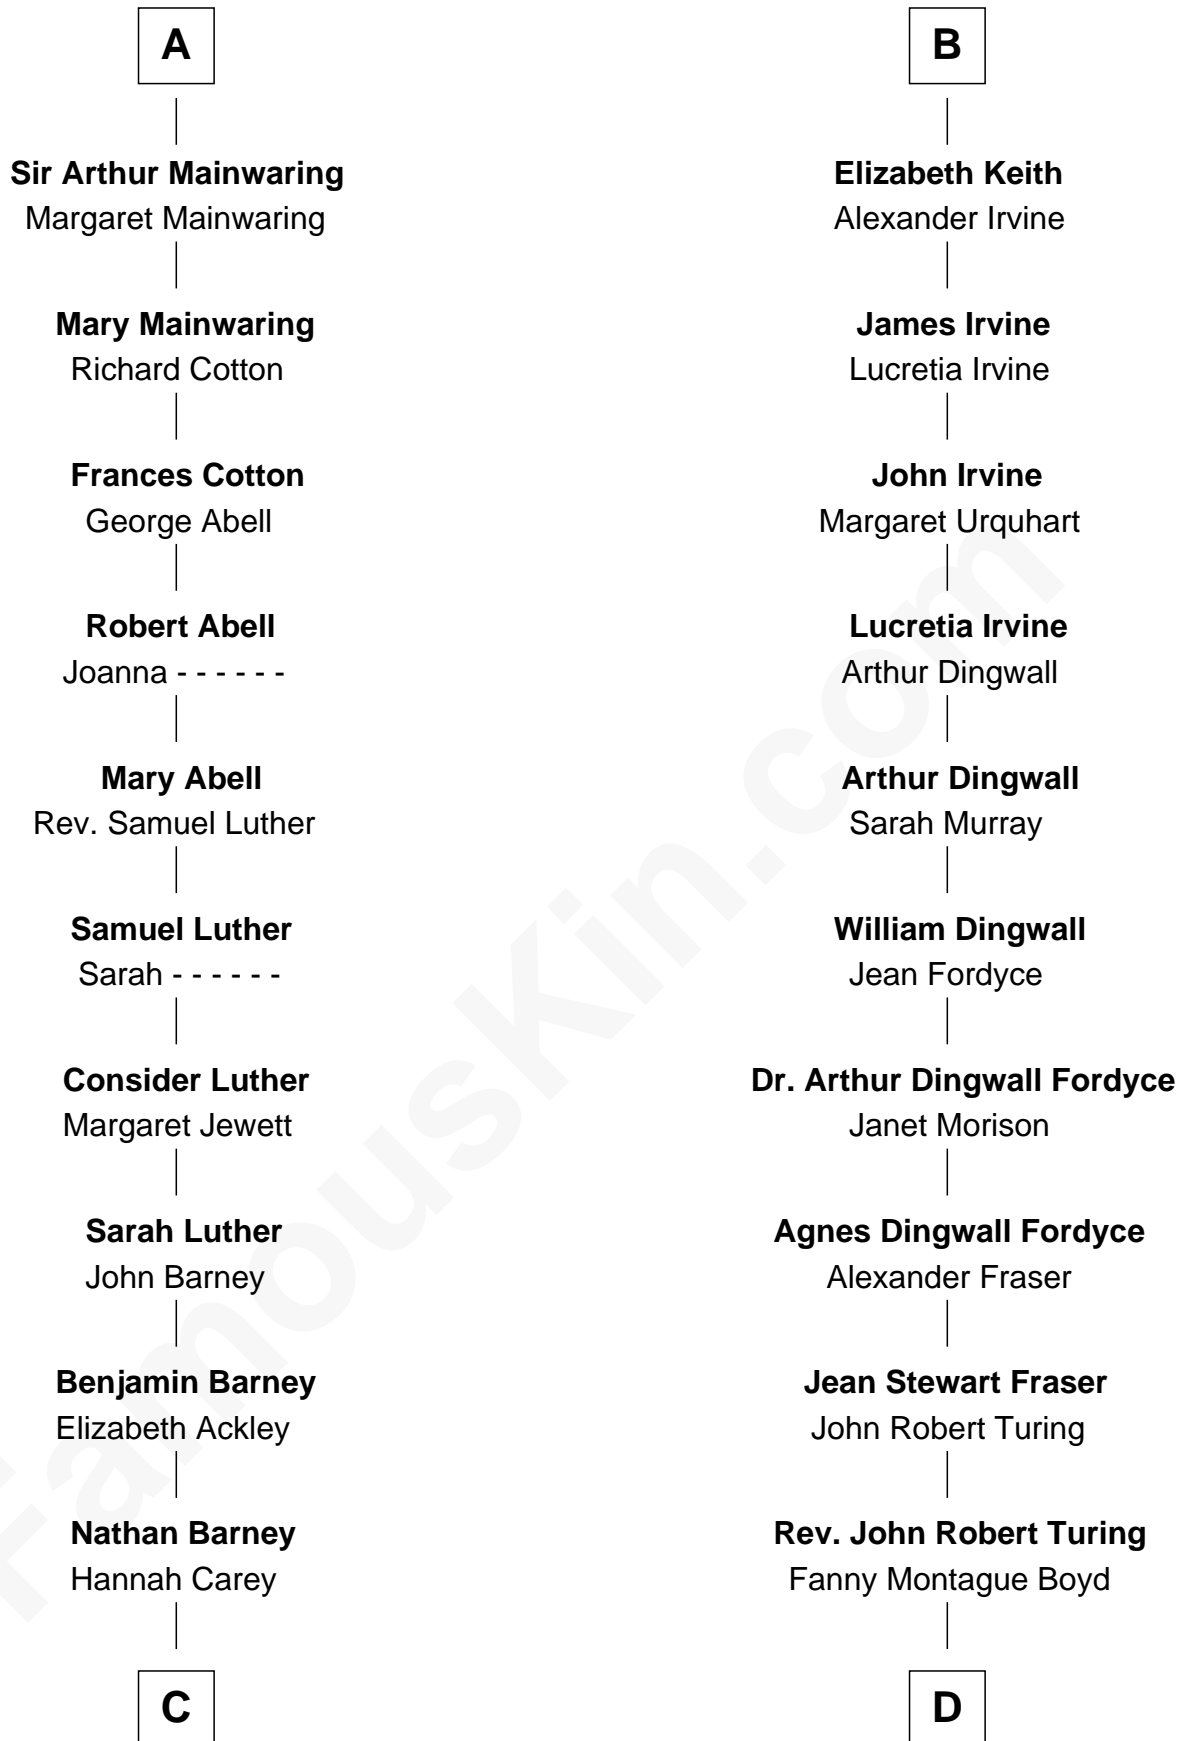 A
Sir Arthur Mainwaring
Margaret Mainwaring
Mary Mainwaring
Richard Cotton
Frances Cotton
George Abell
Robert Abell
Joanna - - - - - -
Mary Abell
Rev. Samuel Luther
Samuel Luther
Sarah - - - - - -
Consider Luther
Margaret Jewett
Sarah Luther
John Barney
Benjamin Barney
Elizabeth Ackley
Nathan Barney
Hannah Carey
C
B
Elizabeth Keith
Alexander Irvine
James Irvine
Lucretia Irvine
John Irvine
Margaret Urquhart
Lucretia Irvine
Arthur Dingwall
Arthur Dingwall
Sarah Murray
William Dingwall
Jean Fordyce
Dr. Arthur Dingwall Fordyce
Janet Morison
Agnes Dingwall Fordyce
Alexander Fraser
Jean Stewart Fraser
John Robert Turing
Rev. John Robert Turing
Fanny Montague Boyd
D
FamousKin.com